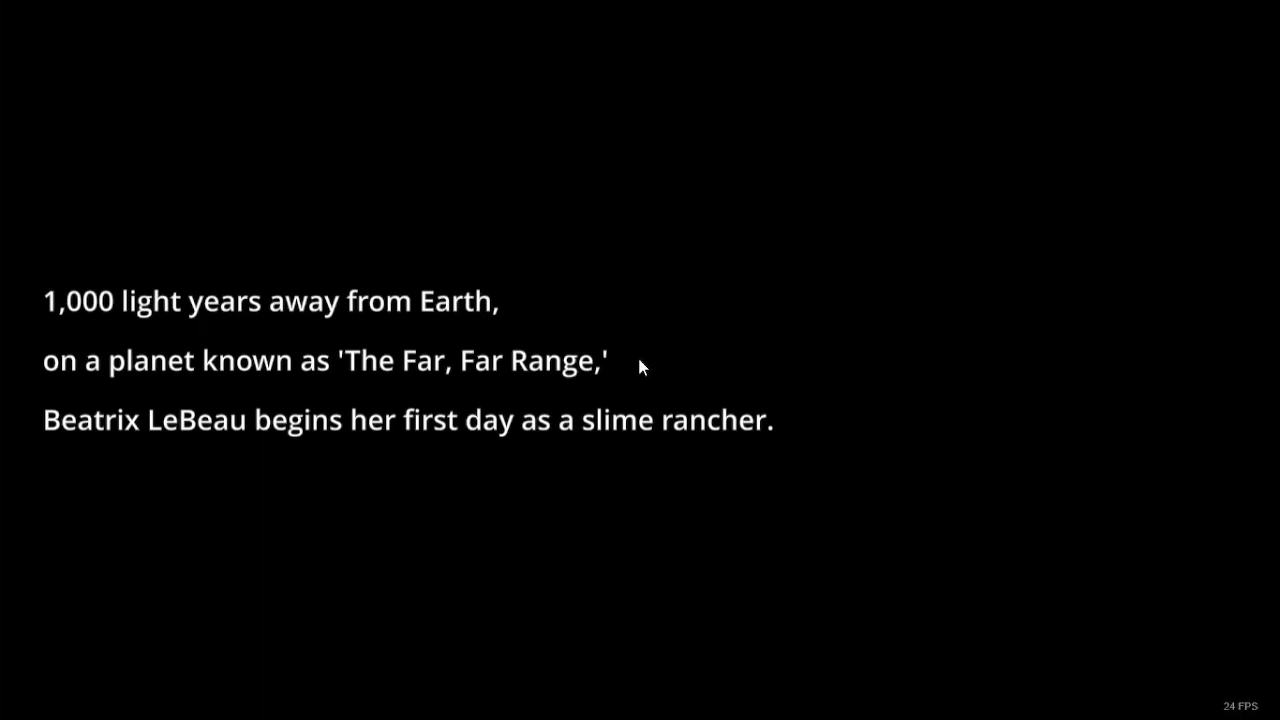 1,000 light years away from Earth,
on a planet known as 'The Far, Far Range,'
Beatrix LeBeau begins her first day as a slime rancher.
24 FPS